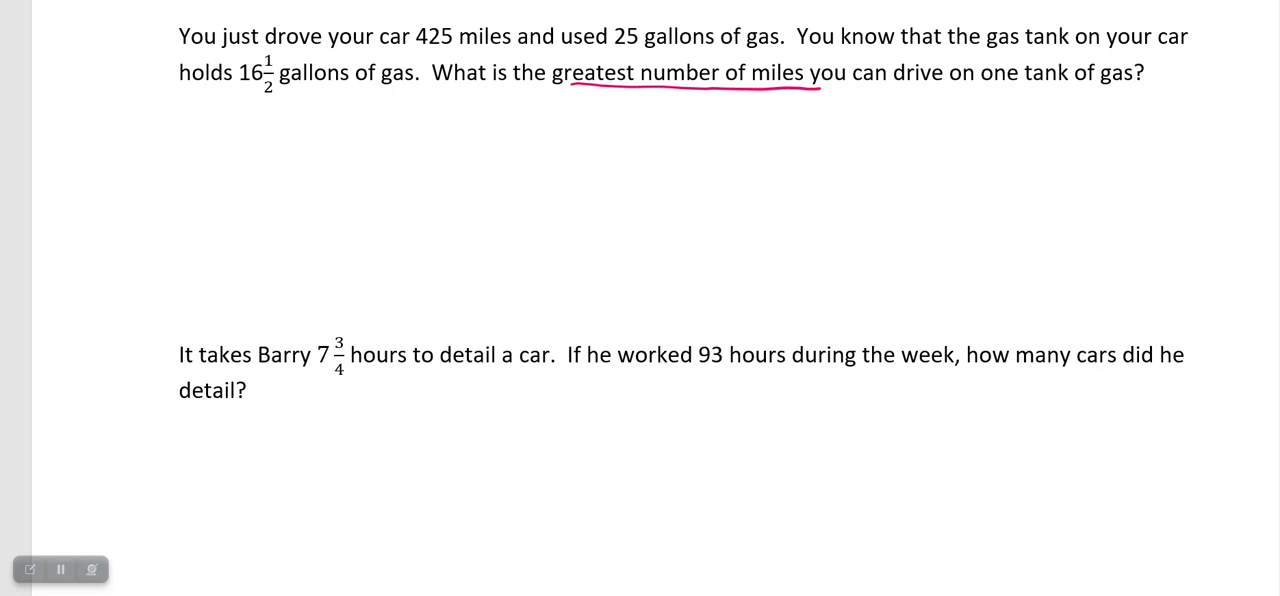 You just drove your car 425 miles and used 25 gallons of gas.  You know that the gas tank on your car
holds 16 1/2 gallons of gas.  What is the greatest number of miles you can drive on one tank of gas?
It takes Barry 7 3/4 hours to detail a car.  If he worked 93 hours during the week, how many cars did he
detail?